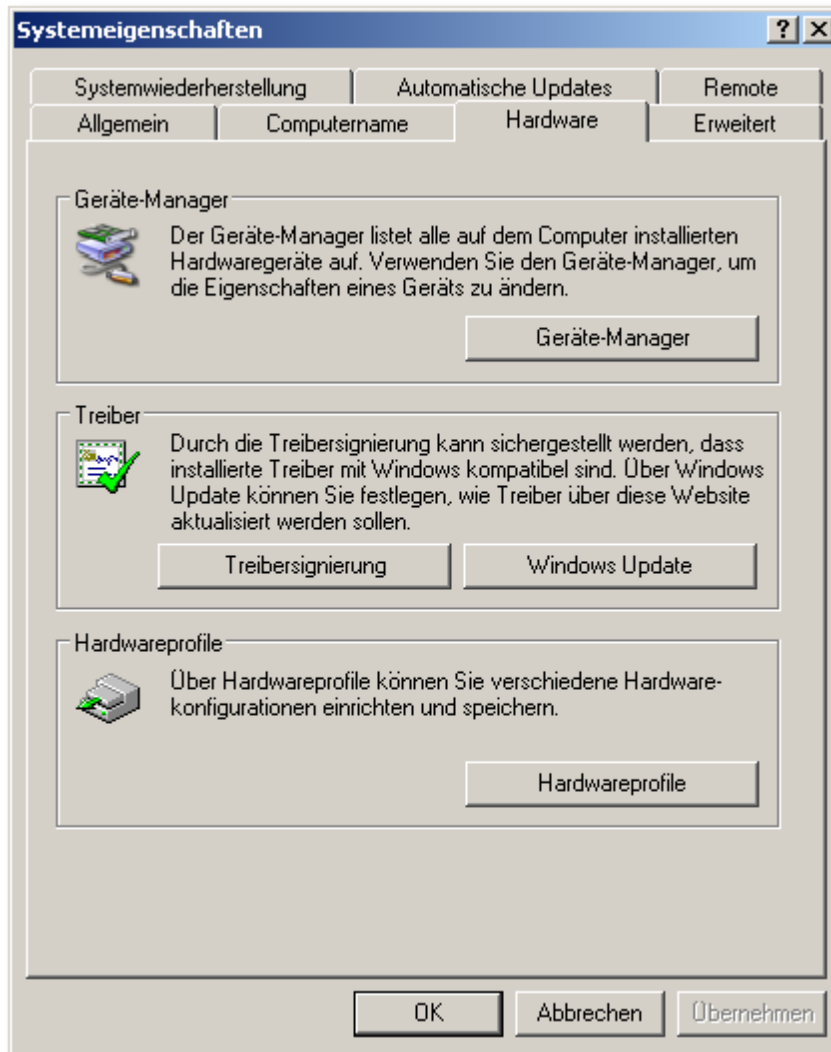 Systemeigenschaften
Systemwiederherstellung Automatische Updates Remote
Allgemein Computername Hardware Erweitert
Geräte-Manager
Der Geräte-Manager listet alle auf dem Computer installierten
Hardwaregeräte auf. Verwenden Sie den Geräte-Manager, um
die Eigenschaften eines Geräts zu ändern.
Geräte-Manager
Treiber
Durch die Treibersignierung kann sichergestellt werden, dass
installierte Treiber mit Windows kompatibel sind. Über Windows
Update können Sie festlegen, wie Treiber über diese Website
aktualisiert werden sollen.
Treibersignierung Windows Update
Hardwareprofile
Über Hardwareprofile können Sie verschiedene Hardware-
konfigurationen einrichten und speichern.
Hardwareprofile
OK Abbrechen Übernehmen